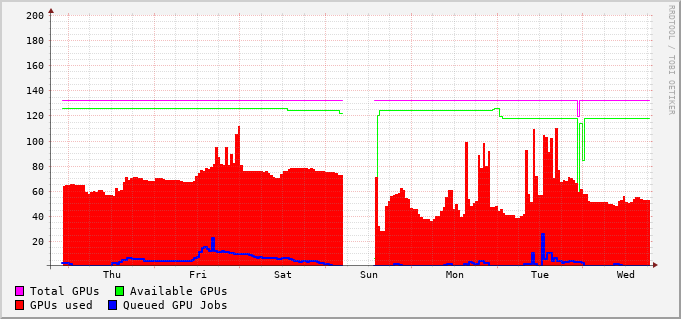 200
180
160
140
120
100
80
60
40
20
Thu Fri Sat Sun Mon Tue Wed
Total GPUs Available GPUs
GPUs used Queued GPU Jobs
RRDTOOL / TOBI OETIKER